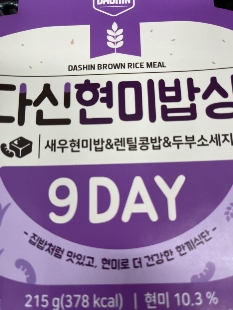 DASHIN
DASHIN BROWN RICE MEAL
다신현미밥상
새우현미밥&렌틸콩밥&두부소세지
9 DAY
- 집밥처럼 맛있고, 현미로 더 건강한 한끼식단 -
215 g(378 kcal) | 현미 10.3 %